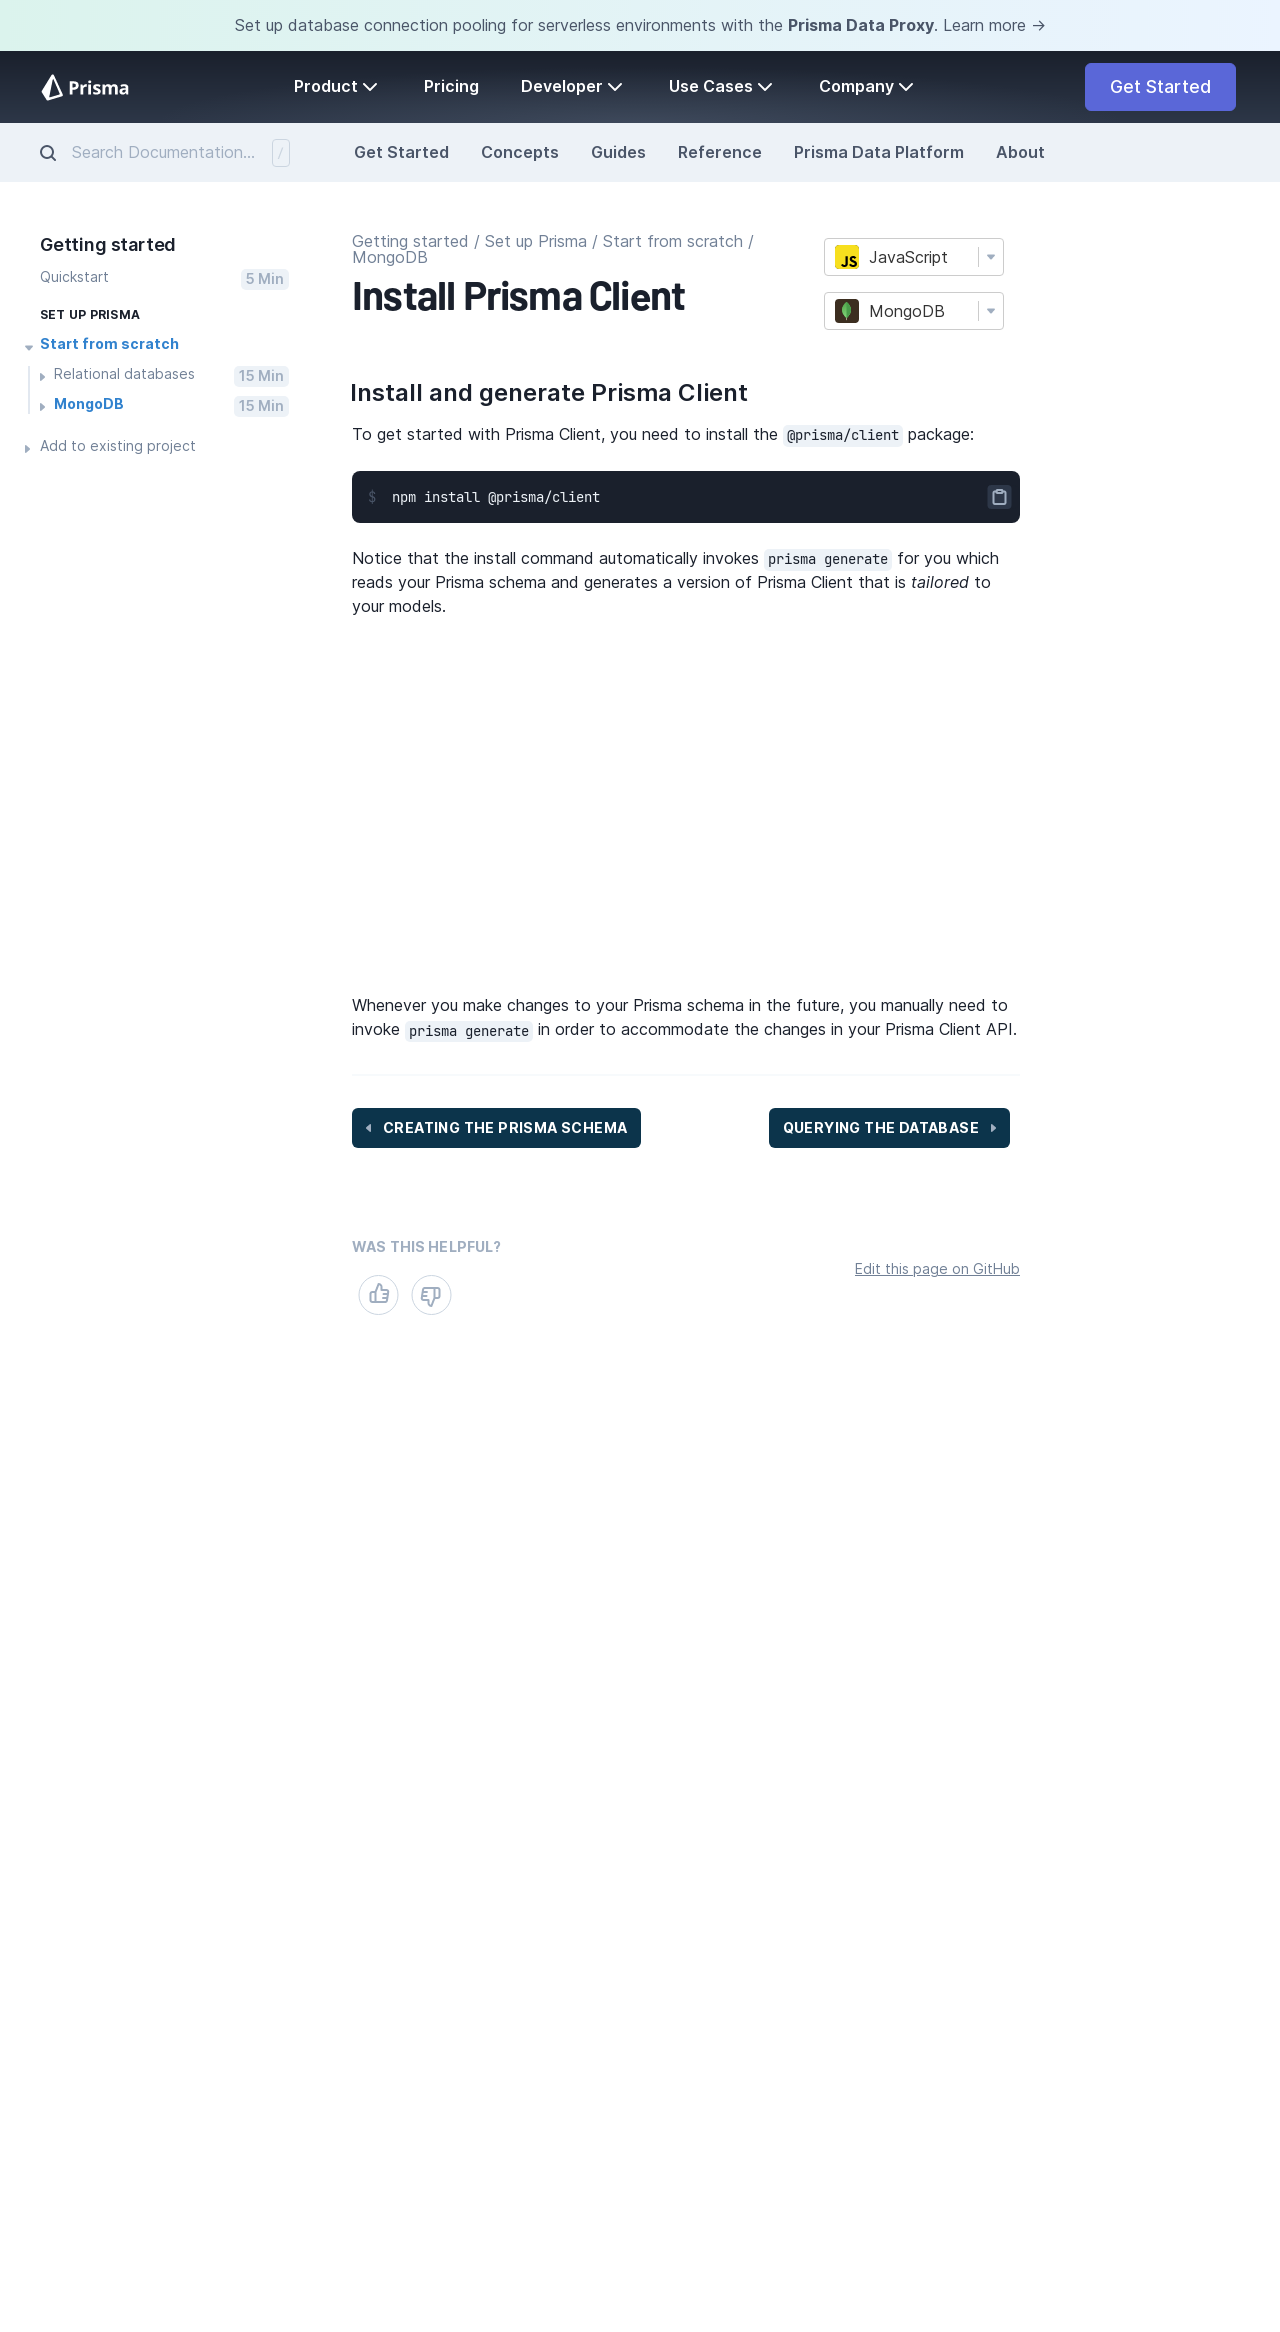 Set up database connection pooling for serverless environments with the Prisma Data Proxy. Learn more →
Prisma
Product
Pricing
Developer
Use Cases
Company
Get Started
Search Documentation...
/
Get Started
Concepts
Guides
Reference
Prisma Data Platform
About
Getting started
Quickstart
5 Min
SET UP PRISMA
Start from scratch
Relational databases
15 Min
MongoDB
15 Min
Add to existing project
Getting started / Set up Prisma / Start from scratch /
MongoDB
Install Prisma Client
JS
JavaScript
MongoDB
Install and generate Prisma Client
To get started with Prisma Client, you need to install the @prisma/client package:
$ npm install @prisma/client
Notice that the install command automatically invokes prisma generate for you which
reads your Prisma schema and generates a version of Prisma Client that is tailored to
your models.
Whenever you make changes to your Prisma schema in the future, you manually need to
invoke prisma generate in order to accommodate the changes in your Prisma Client API.
CREATING THE PRISMA SCHEMA
QUERYING THE DATABASE
WAS THIS HELPFUL?
Edit this page on GitHub